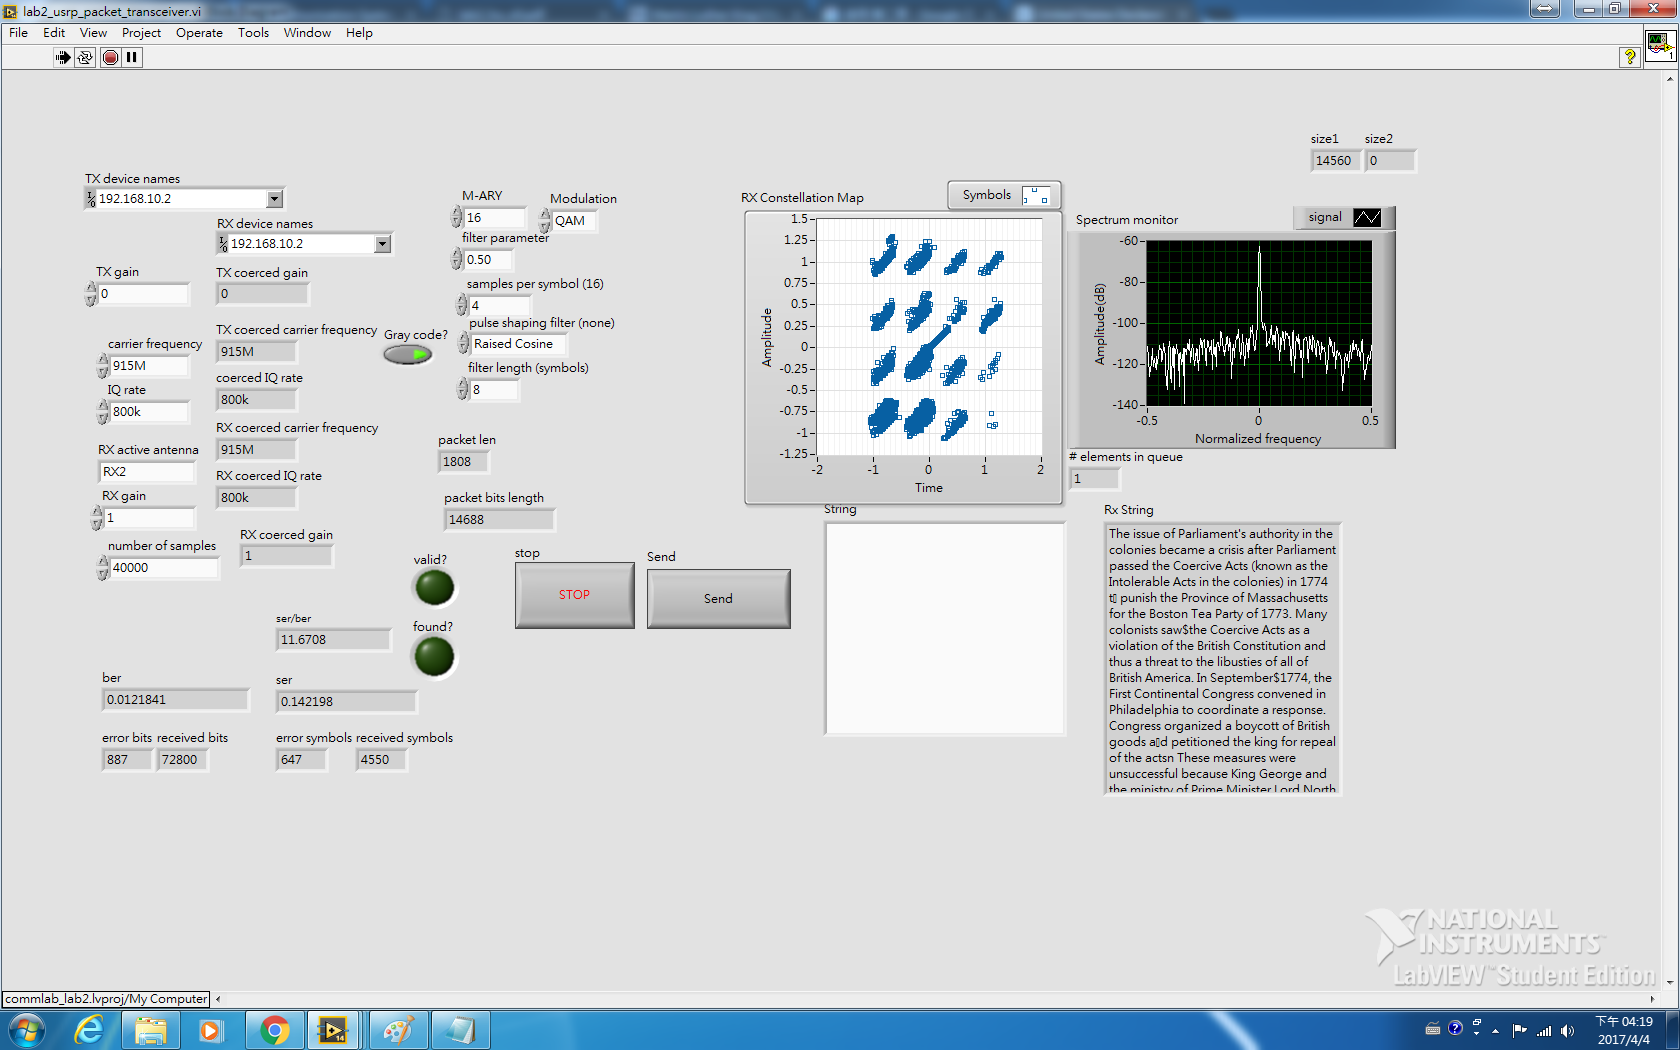 lab2_usrp_packet_transceiver.vi
File Edit View Project Operate Tools Window Help
size1 size2
14560 0
TX device names
192.168.10.2
RX device names
192.168.10.2
TX gain
0
TX coerced gain
0
carrier frequency
915M
TX coerced carrier frequency
915M
IQ rate
800k
coerced IQ rate
800k
RX coerced carrier frequency
915M
RX active antenna
RX2
RX coerced IQ rate
800k
RX gain
1
RX coerced gain
1
number of samples
40000
M-ARY
16
Modulation
QAM
filter parameter
0.50
samples per symbol (16)
4
Gray code?
pulse shaping filter (none)
Raised Cosine
filter length (symbols)
8
packet len
1808
packet bits length
14688
valid?
found?
stop
STOP
Send
Send
ser/ber
11.6708
ber
0.0121841
ser
0.142198
error bits received bits
887 72800
error symbols received symbols
647 4550
RX Constellation Map
Symbols
Amplitude
1.5
1.25
1
0.75
0.5
0.25
0
-0.25
-0.5
-0.75
-1
-1.25
-2 -1 0 1 2
Time
Spectrum monitor
signal
Amplitude(dB)
-60
-80
-100
-120
-140
-0.5 0 0.5
Normalized frequency
# elements in queue
1
String
Rx String
The issue of Parliament's authority in the
colonies became a crisis after Parliament
passed the Coercive Acts (known as the
Intolerable Acts in the colonies) in 1774
t▯ punish the Province of Massachusetts
for the Boston Tea Party of 1773. Many
colonists saw$the Coercive Acts as a
violation of the British Constitution and
thus a threat to the libusties of all of
British America. In September$1774, the
First Continental Congress convened in
Philadelphia to coordinate a response.
Congress organized a boycott of British
goods a▯d petitioned the king for repeal
of the actsn These measures were
unsuccessful because King George and
the ministry of Prime Minister Lord North
NATIONAL
INSTRUMENTS™
LabVIEW™ Student Edition
commlab_lab2.lvproj/My Computer
下午 04:19
2017/4/4